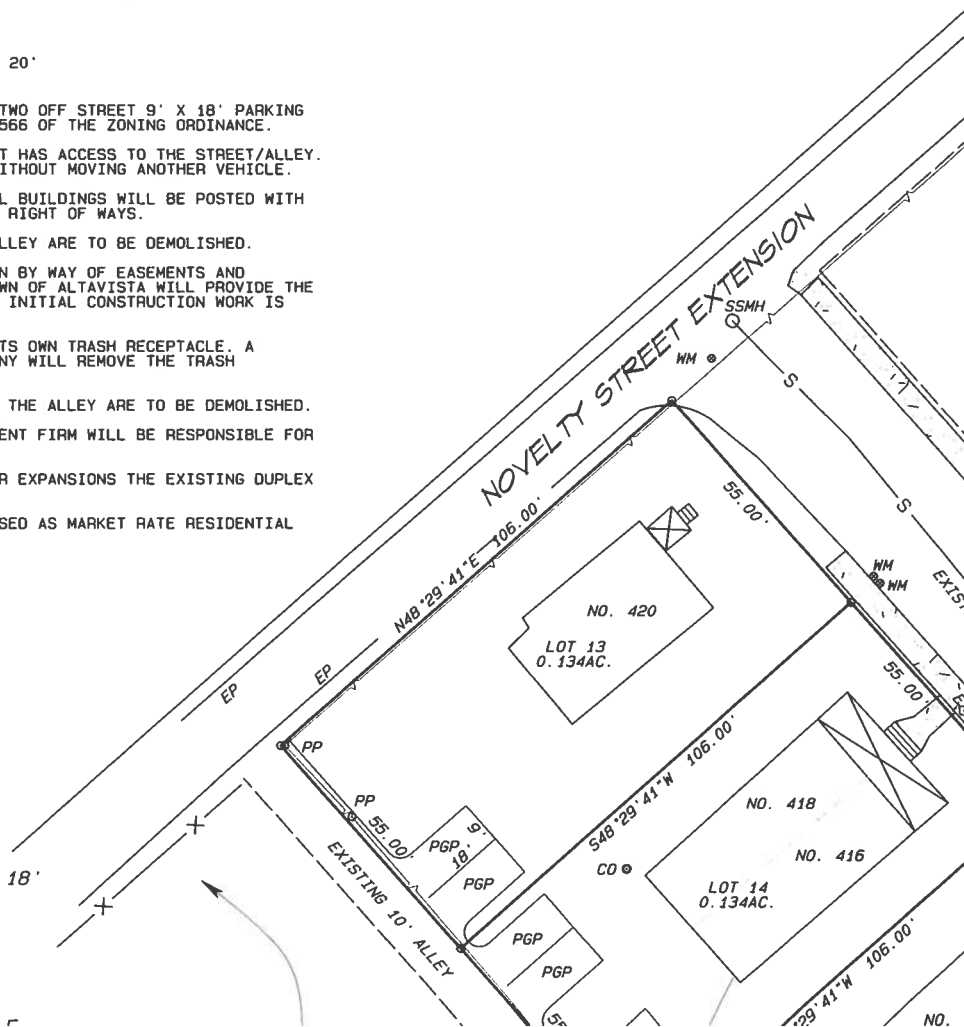 20'
TWO OFF STREET 9' X 18' PARKING
566 OF THE ZONING ORDINANCE.
T HAS ACCESS TO THE STREET/ALLEY.
ITHOUT MOVING ANOTHER VEHICLE.
L BUILDINGS WILL BE POSTED WITH
RIGHT OF WAYS.
LLEY ARE TO BE DEMOLISHED.
N BY WAY OF EASEMENTS AND
WN OF ALTAVISTA WILL PROVIDE THE
INITIAL CONSTRUCTION WORK IS
TS OWN TRASH RECEPTACLE. A
NY WILL REMOVE THE TRASH
THE ALLEY ARE TO BE DEMOLISHED.
ENT FIRM WILL BE RESPONSIBLE FOR
R EXPANSIONS THE EXISTING DUPLEX
SED AS MARKET RATE RESIDENTIAL
NOVELTY STREET EXTENSION
SSMH
WM
S
S
N48°29'41"E 106.00'
55.00'
WM
WM
EXIST
NO. 420
LOT 13
0.134AC.
EP
EP
PP
PP
55.00'
55.00'
S48°29'41"W 106.00'
NO. 418
NO. 416
LOT 14
0.134AC.
CO
PGP
9'
18'
PGP
PGP
PGP
EXISTING 10' ALLEY
18'
X
X
29'41"W 106.00'
55
NO.